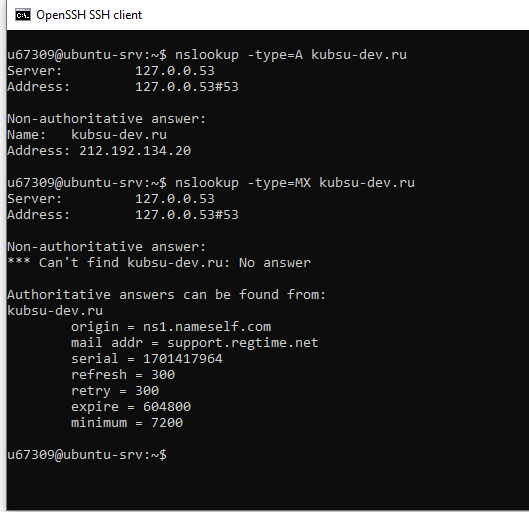 OpenSSH SSH client
u67309@ubuntu-srv:~$ nslookup -type=A kubsu-dev.ru
Server:         127.0.0.53
Address:        127.0.0.53#53
Non-authoritative answer:
Name:   kubsu-dev.ru
Address: 212.192.134.20
u67309@ubuntu-srv:~$ nslookup -type=MX kubsu-dev.ru
Server:         127.0.0.53
Address:        127.0.0.53#53
Non-authoritative answer:
*** Can't find kubsu-dev.ru: No answer
Authoritative answers can be found from:
kubsu-dev.ru
        origin = ns1.nameself.com
        mail addr = support.regtime.net
        serial = 1701417964
        refresh = 300
        retry = 300
        expire = 604800
        minimum = 7200
u67309@ubuntu-srv:~$